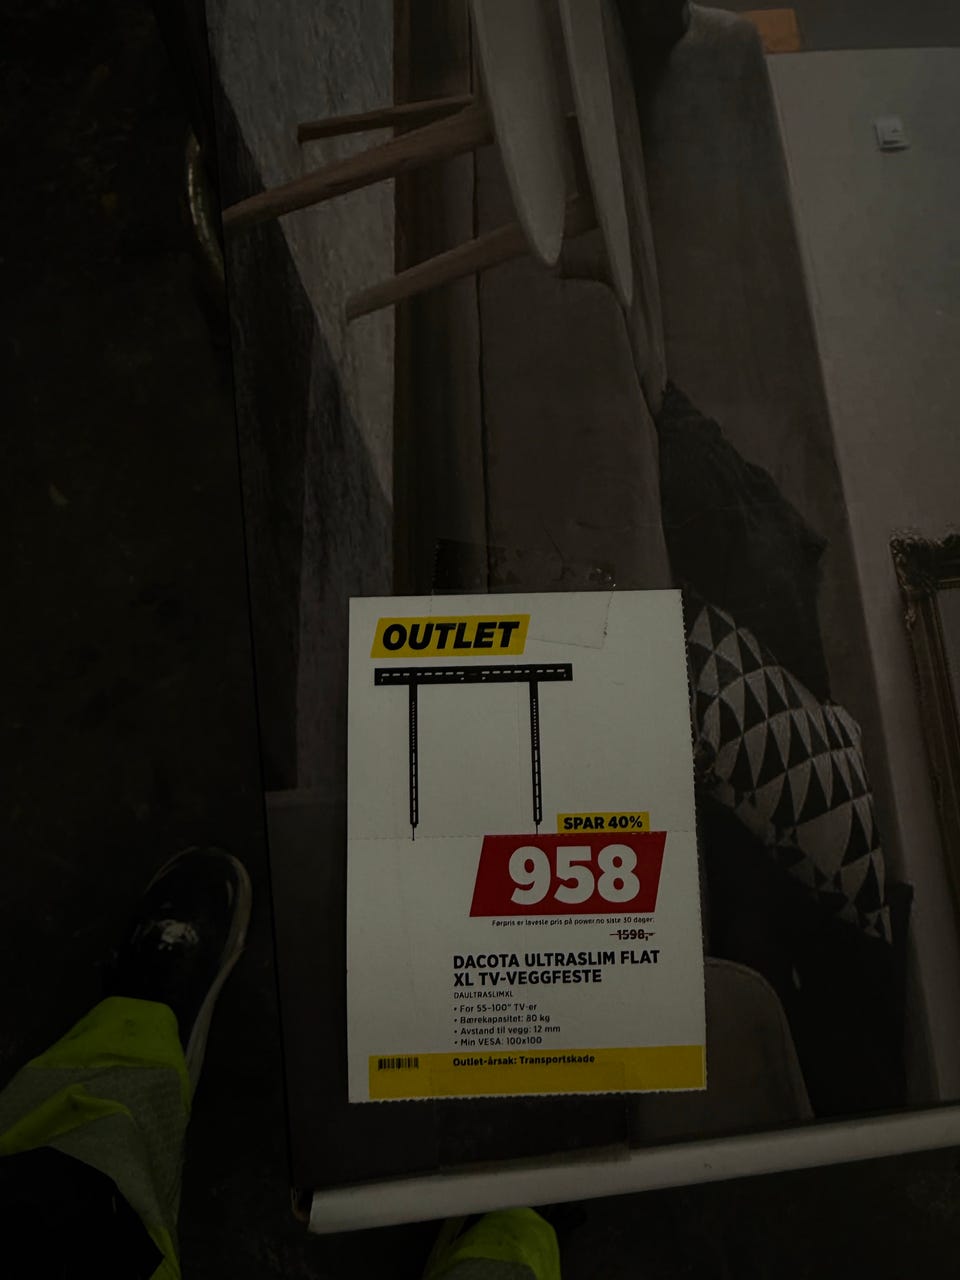 OUTLET
SPAR 40%
958
Førpris er laveste pris på power.no siste 30 dager:
1598,-
DACOTA ULTRASLIM FLAT
XL TV-VEGGFESTE
DAULTRASLIMXL
• For 55-100" TV-er
• Bærekapasitet: 80 kg
• Avstand til vegg: 12 mm
• Min VESA: 100x100
Outlet-årsak: Transportskade